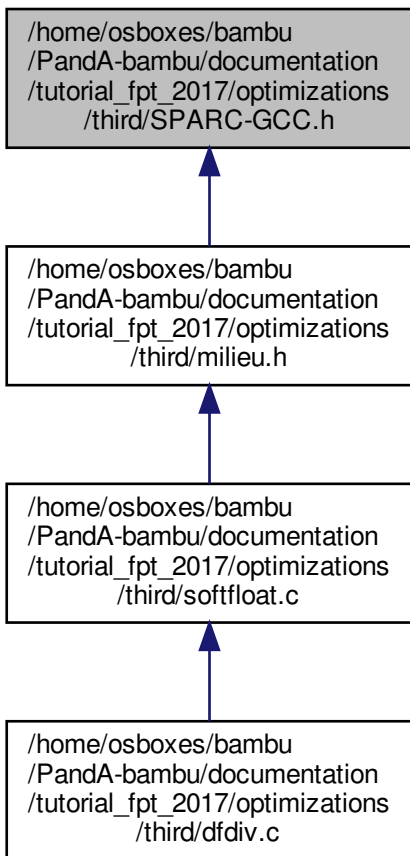 /home/osboxes/bambu
/PandA-bambu/documentation
/tutorial_fpt_2017/optimizations
/third/SPARC-GCC.h
/home/osboxes/bambu
/PandA-bambu/documentation
/tutorial_fpt_2017/optimizations
/third/milieu.h
/home/osboxes/bambu
/PandA-bambu/documentation
/tutorial_fpt_2017/optimizations
/third/softfloat.c
/home/osboxes/bambu
/PandA-bambu/documentation
/tutorial_fpt_2017/optimizations
/third/dfdiv.c